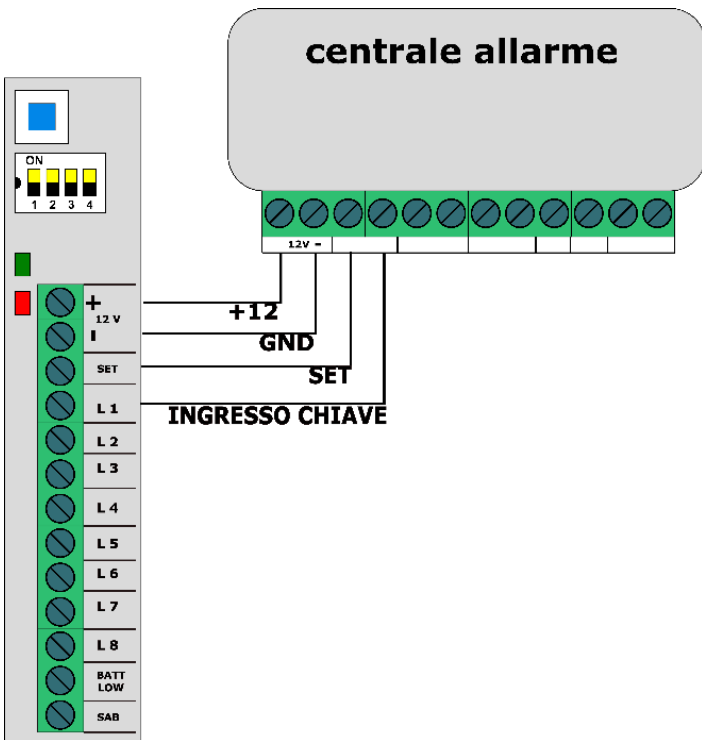 centrale allarme
ON
1 2 3 4
12V -
+
12 V
-
SET
L 1
L 2
L 3
L 4
L 5
L 6
L 7
L 8
BATT
LOW
SAB
+12
GND
SET
INGRESSO CHIAVE